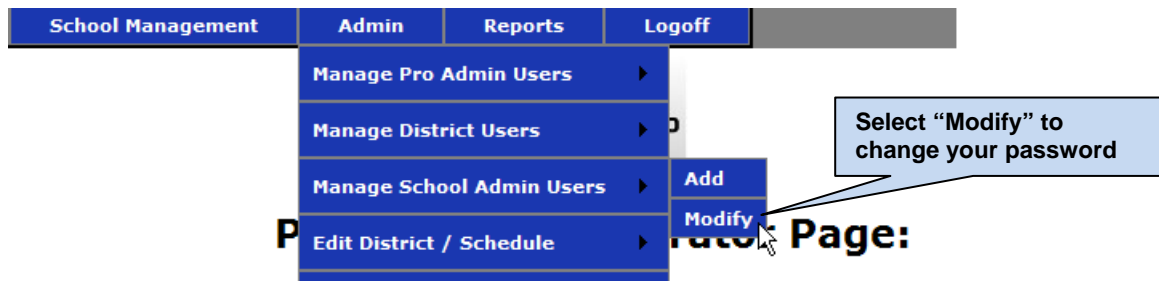 School Management Admin Reports Logoff
Manage Pro Admin Users
Manage District Users
Select “Modify” to
change your password
Manage School Admin Users Add
Modify
Edit District / Schedule Page: